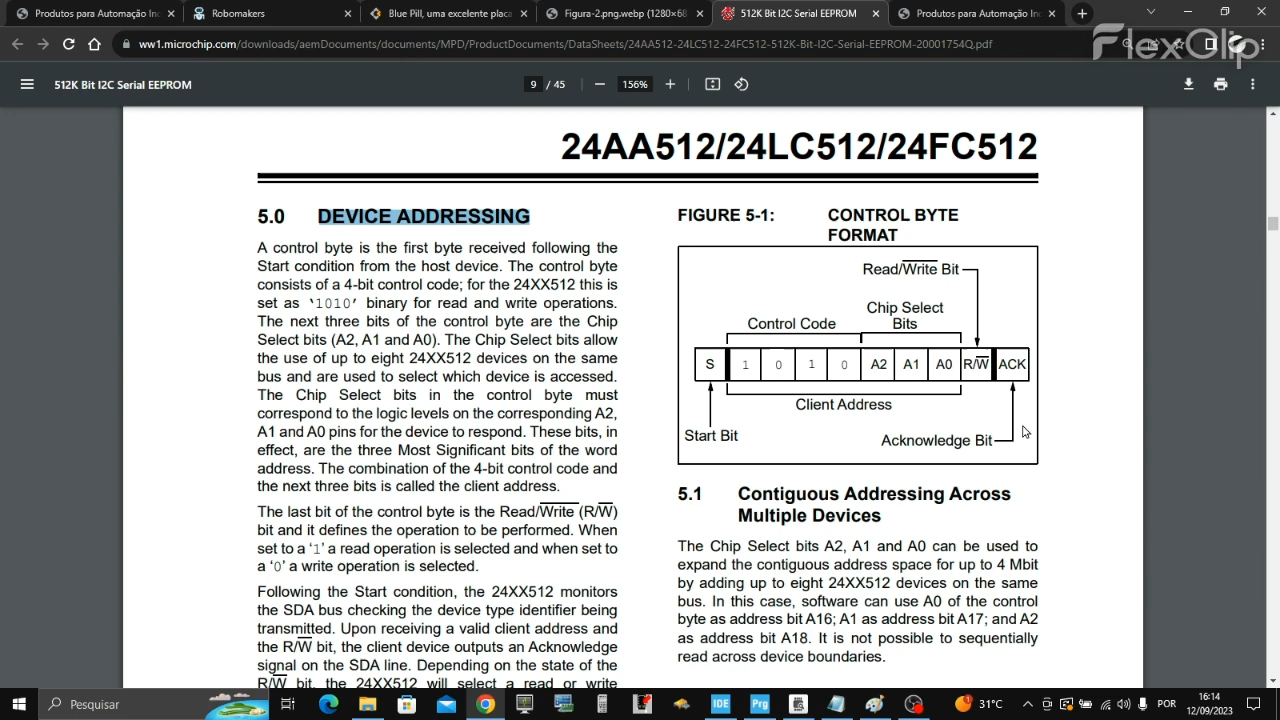 Produtos para Automação Ind
Robomakers
Blue Pill, uma excelente placa
Figura-2.png.webp (1280×68
512K Bit I2C Serial EEPROM
Produtos para Automação Inc
ww1.microchip.com/downloads/aemDocuments/documents/MPD/ProductDocuments/DataSheets/24AA512-24LC512-24FC512-512K-Bit-I2C-Serial-EEPROM-20001754Q.pdf
FlexClip
512K Bit I2C Serial EEPROM
9 / 45
156%
24AA512/24LC512/24FC512
5.0 DEVICE ADDRESSING
A control byte is the first byte received following the
Start condition from the host device. The control byte
consists of a 4-bit control code; for the 24XX512 this is
set as ‘1010’ binary for read and write operations.
The next three bits of the control byte are the Chip
Select bits (A2, A1 and A0). The Chip Select bits allow
the use of up to eight 24XX512 devices on the same
bus and are used to select which device is accessed.
The Chip Select bits in the control byte must
correspond to the logic levels on the corresponding A2,
A1 and A0 pins for the device to respond. These bits, in
effect, are the three Most Significant bits of the word
address. The combination of the 4-bit control code and
the next three bits is called the client address.
The last bit of the control byte is the Read/Write (R/W)
bit and it defines the operation to be performed. When
set to a ‘1’ a read operation is selected and when set to
a ‘0’ a write operation is selected.
Following the Start condition, the 24XX512 monitors
the SDA bus checking the device type identifier being
transmitted. Upon receiving a valid client address and
the R/W bit, the client device outputs an Acknowledge
signal on the SDA line. Depending on the state of the
R/W bit, the 24XX512 will select a read or write
FIGURE 5-1: CONTROL BYTE
FORMAT
Read/Write Bit
Chip Select
Bits
Control Code
S 1 0 1 0 A2 A1 A0 R/W ACK
Client Address
Start Bit
Acknowledge Bit
5.1 Contiguous Addressing Across
Multiple Devices
The Chip Select bits A2, A1 and A0 can be used to
expand the contiguous address space for up to 4 Mbit
by adding up to eight 24XX512 devices on the same
bus. In this case, software can use A0 of the control
byte as address bit A16; A1 as address bit A17; and A2
as address bit A18. It is not possible to sequentially
read across device boundaries.
Pesquisar
IDE
Prg
1
31°C
POR
16:14
12/09/2023